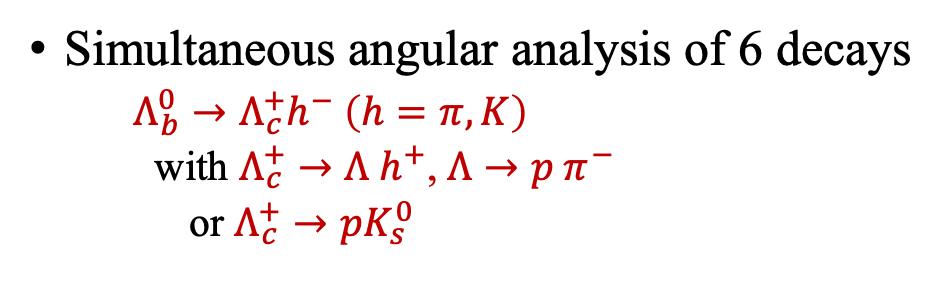 • Simultaneous angular analysis of 6 decays
Λ_b^0 → Λ_c^+ h^− (h = π, K)
with Λ_c^+ → Λ h^+, Λ → p π^−
or Λ_c^+ → pK_s^0